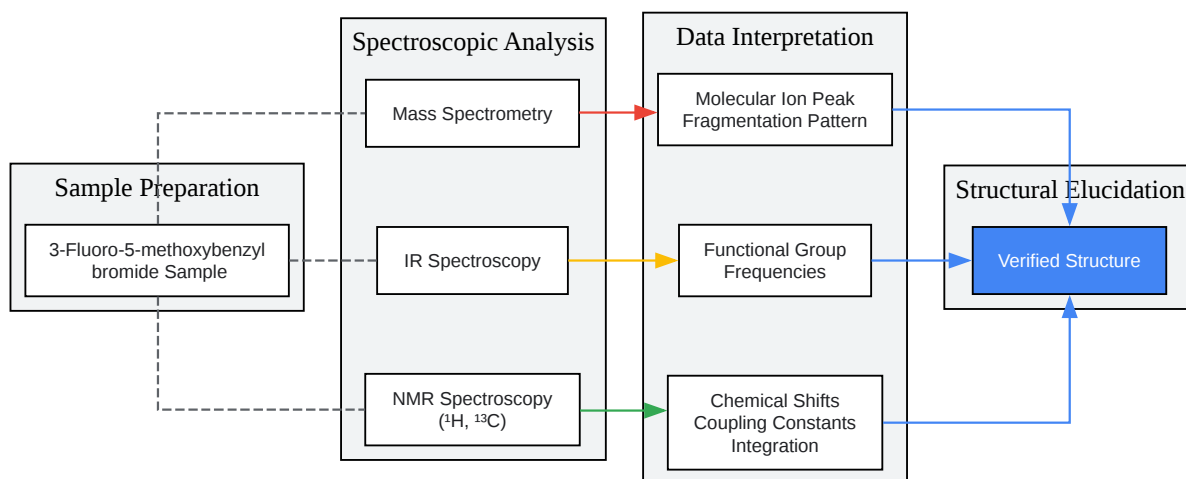 Spectroscopic Analysis
Data Interpretation
Mass Spectrometry
Molecular Ion Peak
Fragmentation Pattern
Sample Preparation
Structural Elucidation
3-Fluoro-5-methoxybenzyl
bromide Sample
IR Spectroscopy
Functional Group
Frequencies
Verified Structure
NMR Spectroscopy
(¹H, ¹³C)
Chemical Shifts
Coupling Constants
Integration